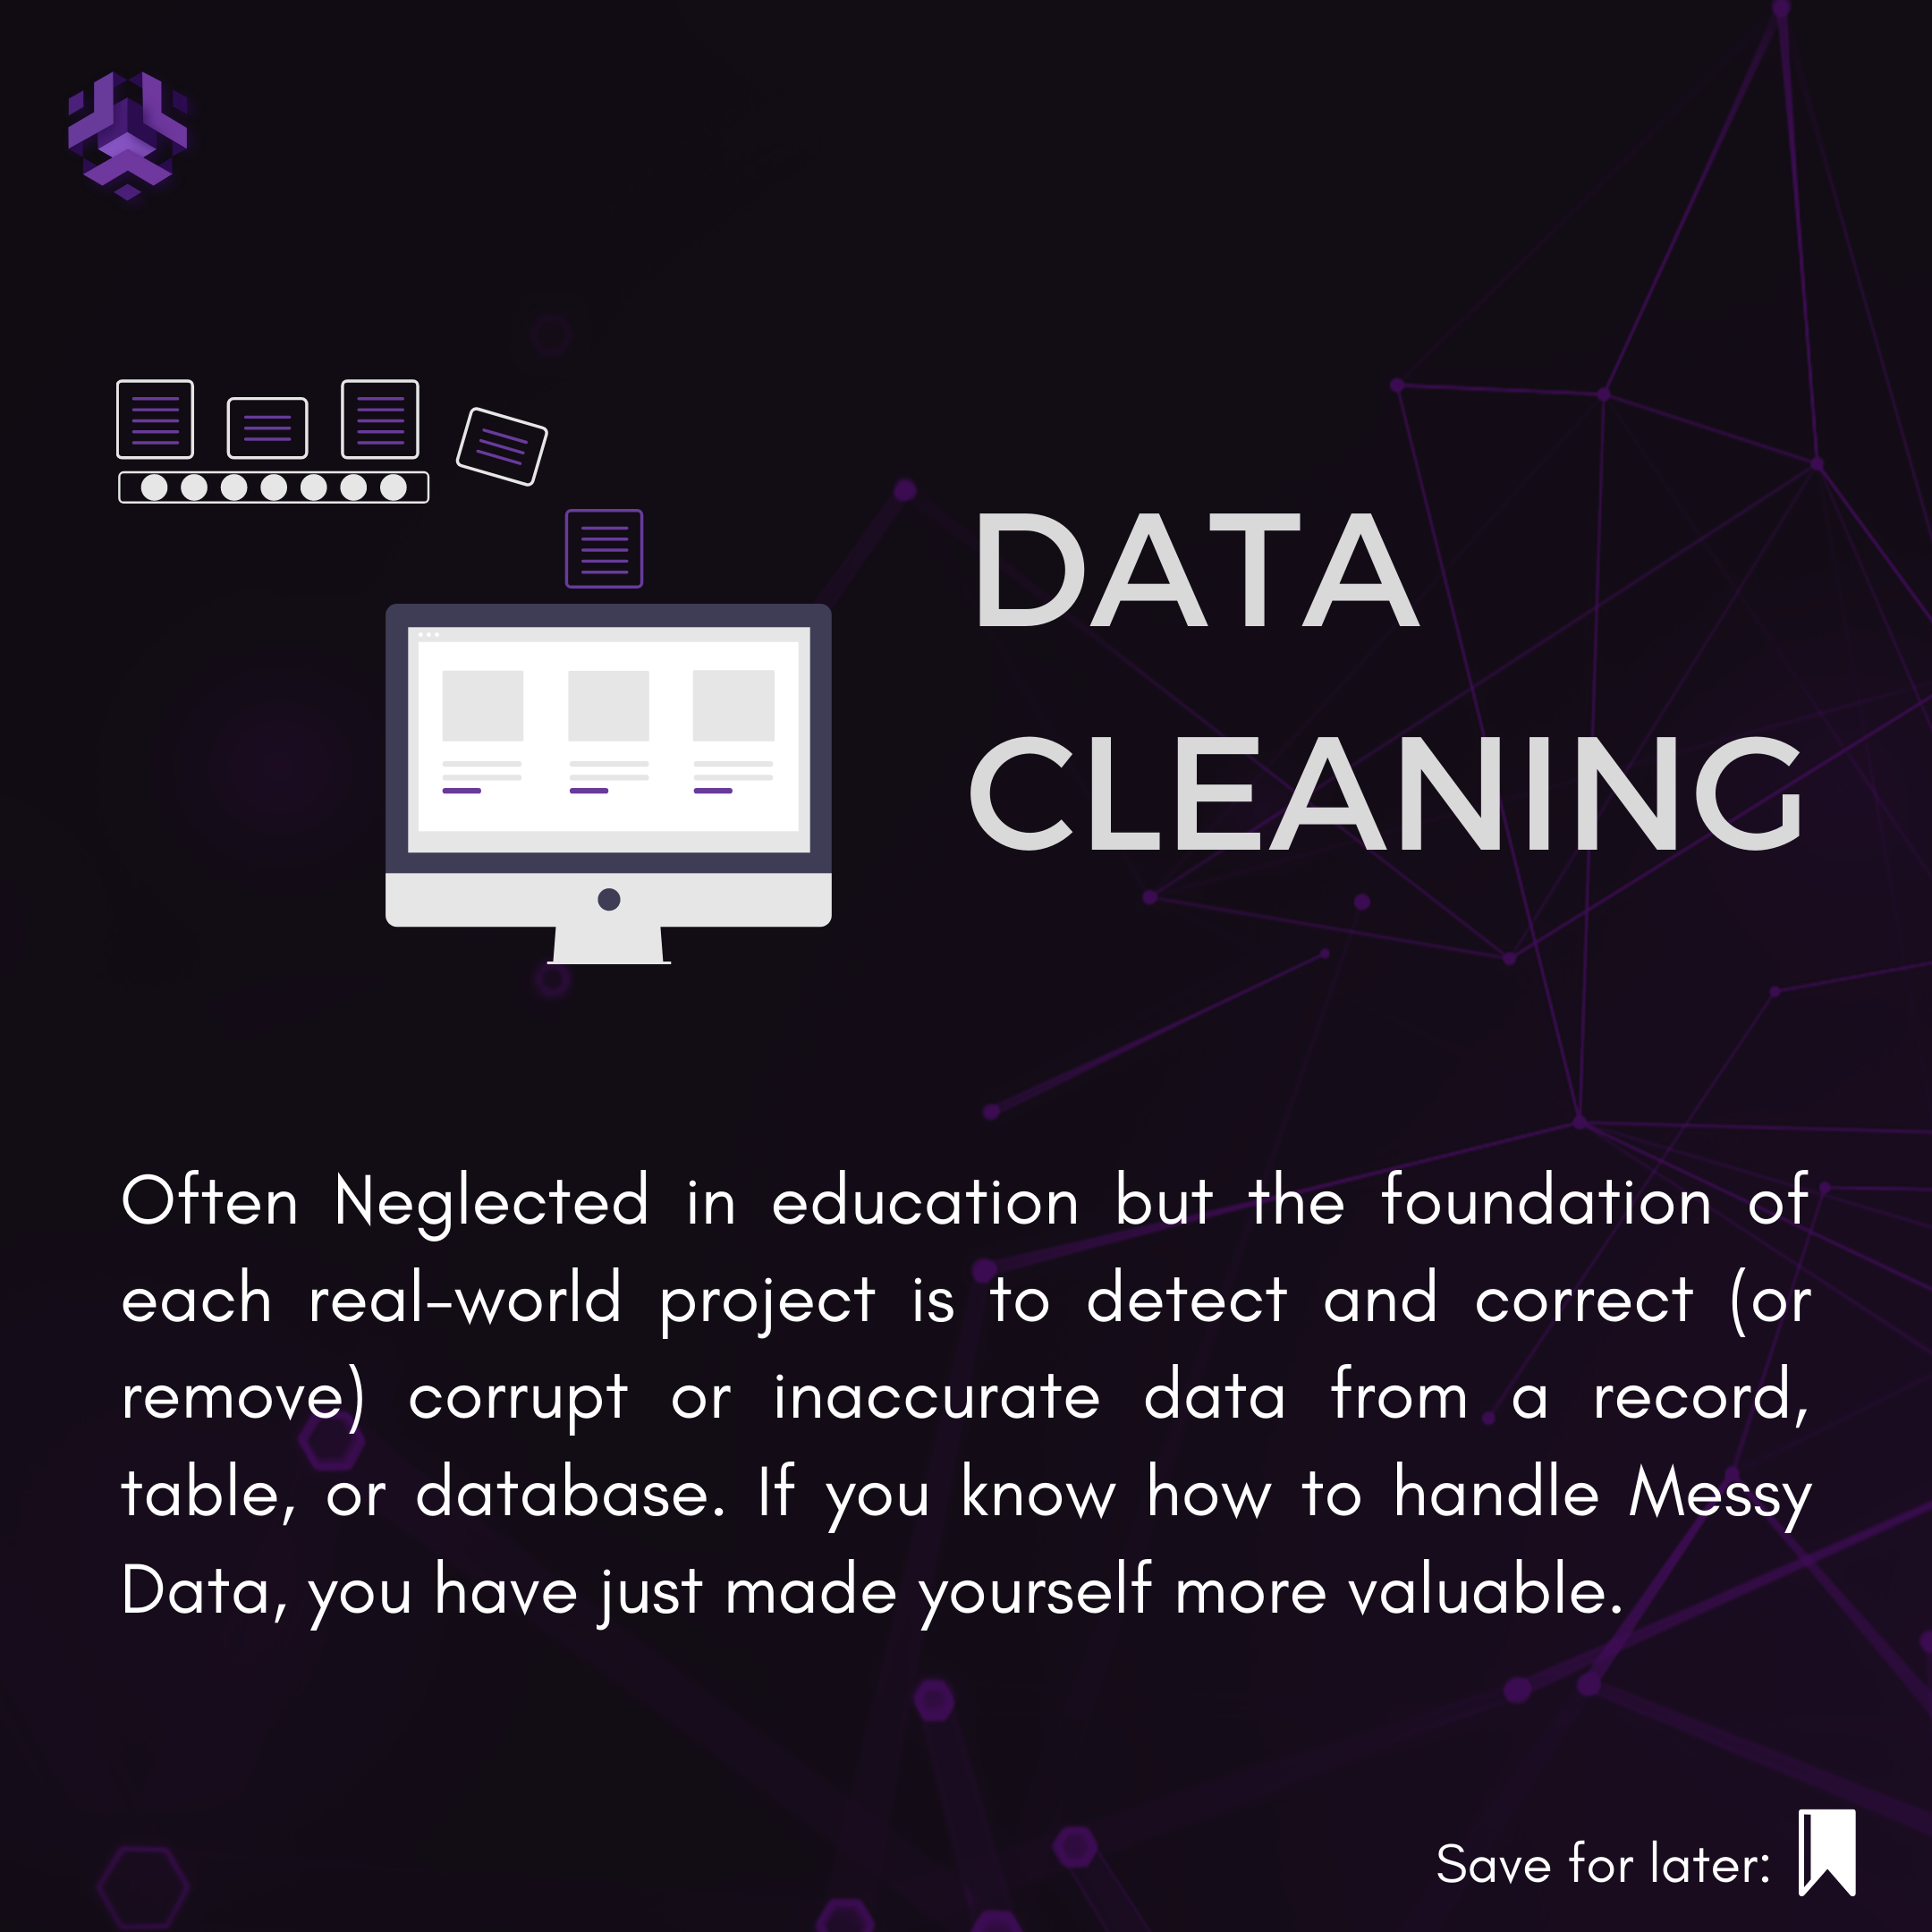 DATA
CLEANING
Often Neglected in education but the foundation of
each real-world project is to detect and correct (or
remove) corrupt or inaccurate data from a record,
table, or database. If you know how to handle Messy
Data, you have just made yourself more valuable.
Save for later: